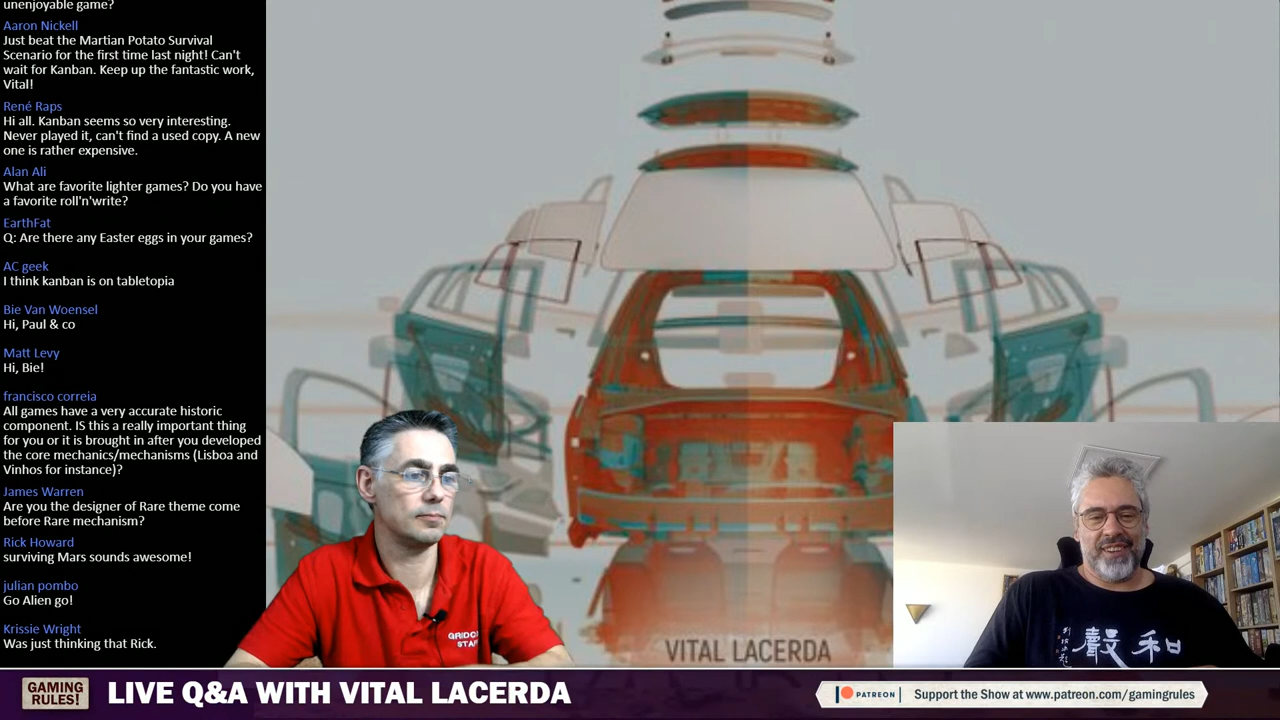 unenjoyable game?
Aaron Nickell
Just beat the Martian Potato Survival
Scenario for the first time last night! Can't
wait for Kanban. Keep up the fantastic work,
Vital!
René Raps
Hi all. Kanban seems so very interesting.
Never played it, can't find a used copy. A new
one is rather expensive.
Alan Ali
What are favorite lighter games? Do you have
a favorite roll'n'write?
EarthFat
Q: Are there any Easter eggs in your games?
AC geek
I think kanban is on tabletopia
Bie Van Woensel
Hi, Paul & co
Matt Levy
Hi, Bie!
francisco correia
All games have a very accurate historic
component. IS this a really important thing
for you or it is brought in after you developed
the core mechanics/mechanisms (Lisboa and
Vinhos for instance)?
James Warren
Are you the designer of Rare theme come
before Rare mechanism?
Rick Howard
surviving Mars sounds awesome!
julian pombo
Go Alien go!
Krissie Wright
Was just thinking that Rick.
VITAL LACERDA
和聲
GAMING
RULES!
LIVE Q&A WITH VITAL LACERDA
PATREON
Support the Show at www.patreon.com/gamingrules